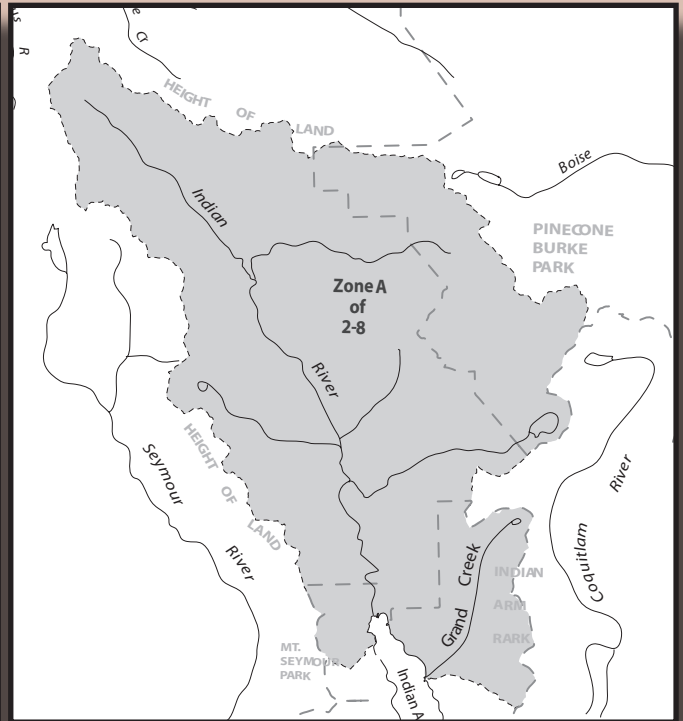 us R
e C
HEIGHT OF LAND
Boise
Indian
PINECONE
BURKE
PARK
Zone A
of
2-8
River
HEIGHT OF LAND
Seymour
River
River
Coquitlam
Grand Creek
INDIAN
ARM
RARK
MT.
SEYMOUR
PARK
Indian A